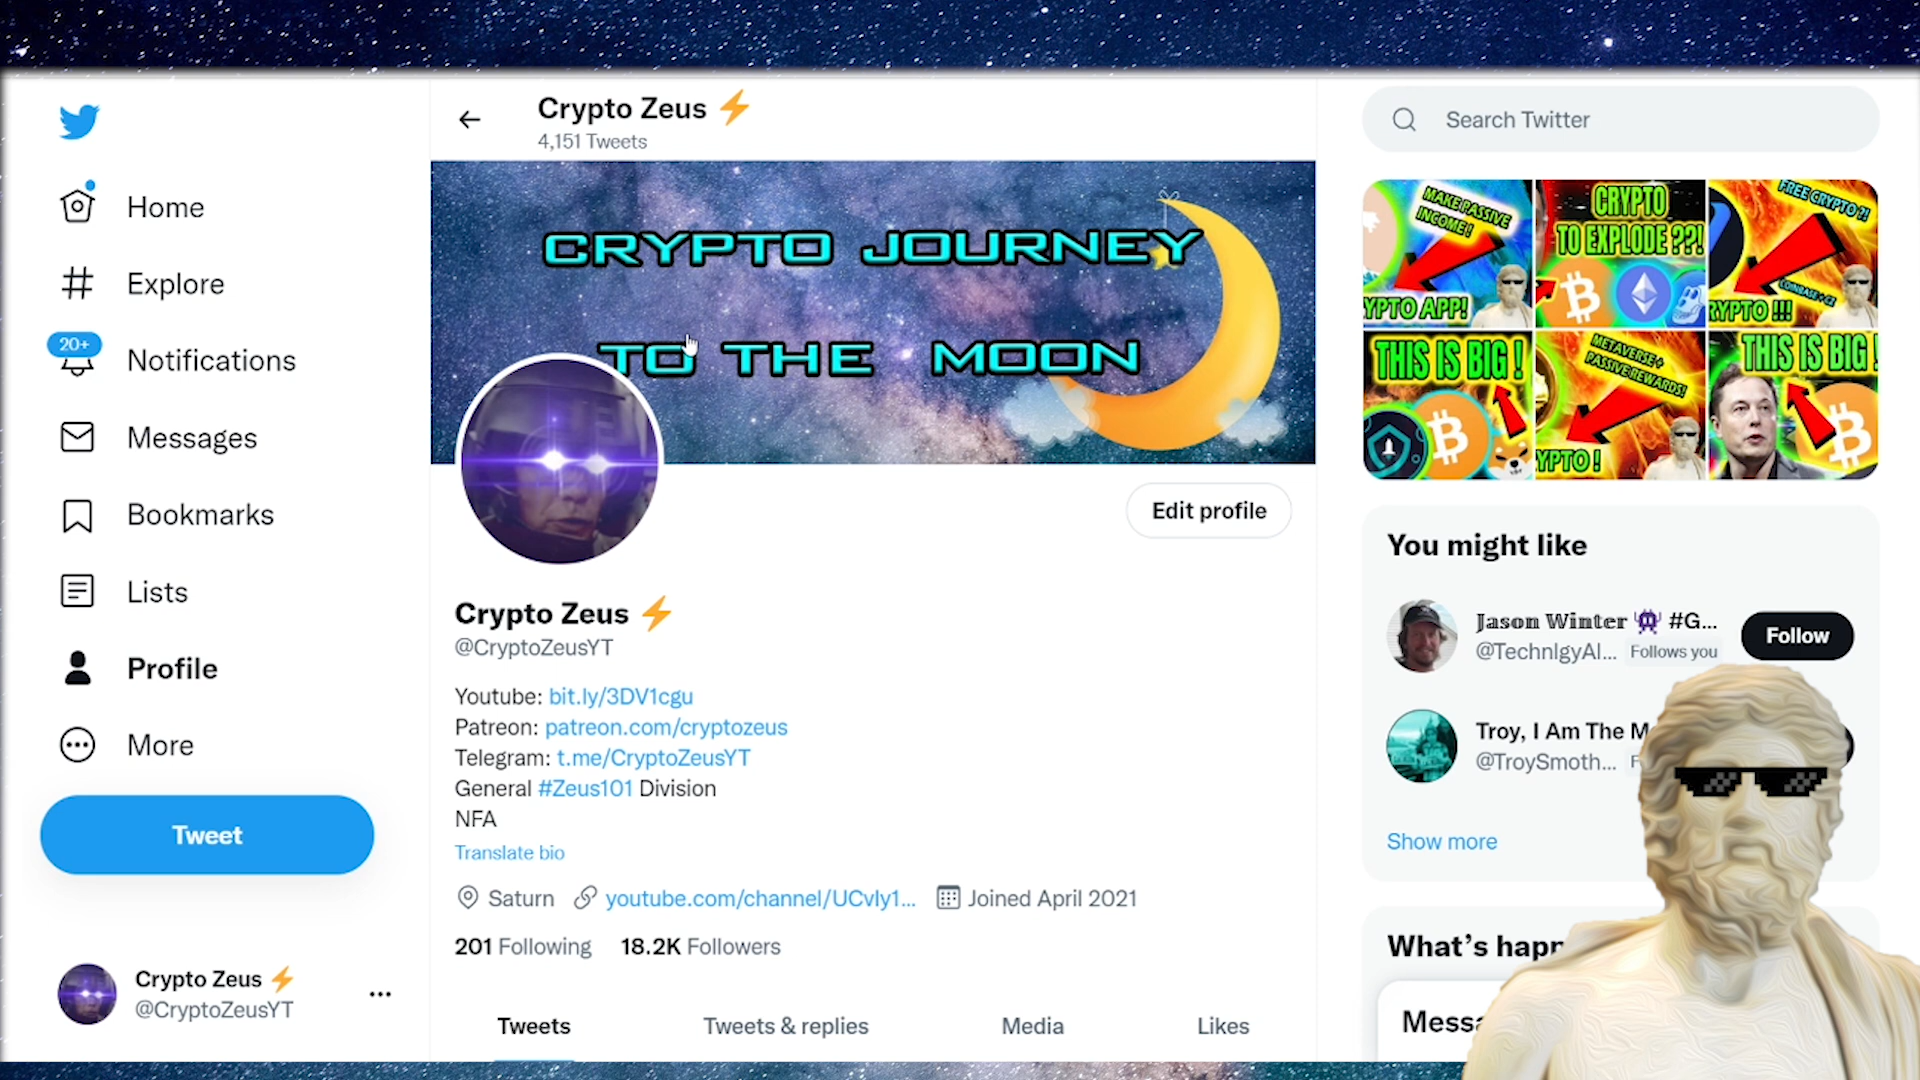 Crypto Zeus ⚡
4,151 Tweets
Search Twitter
Home
Explore
20+
Notifications
Messages
Bookmarks
Lists
Profile
More
Tweet
Crypto Zeus ⚡
@CryptoZeusYT
CRYPTO JOURNEY
TO THE MOON
Edit profile
Crypto Zeus ⚡
@CryptoZeusYT
Youtube: bit.ly/3DV1cgu
Patreon: patreon.com/cryptozeus
Telegram: t.me/CryptoZeusYT
General #Zeus101 Division
NFA
Translate bio
Saturn youtube.com/channel/UCvIy1... Joined April 2021
201 Following 18.2K Followers
Tweets Tweets & replies Media Likes
MAKE PASSIVE
INCOME!
YPTO APP!
CRYPTO
TO EXPLODE ??!
FREE CRYPTO ?!
COINBASE + CZ
RYPTO !!!
THIS IS BIG !
METAVERSE +
PASSIVE REWARDS!
YPTO !
THIS IS BIG !
You might like
Jason Winter 👾 #G...
@TechnlgyAl... Follows you
Follow
Troy, I Am The M
@TroySmoth... F
Show more
What's happ
Messa